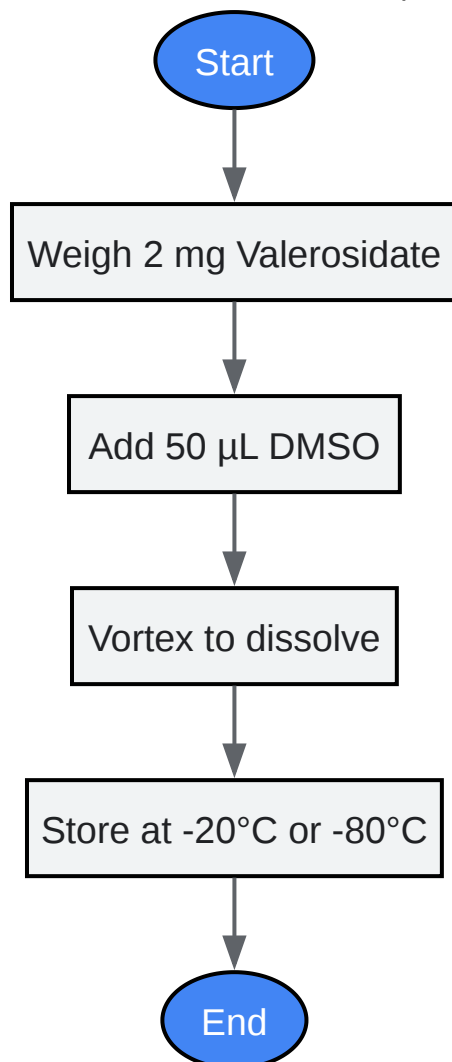 Start
Weigh 2 mg Valerosidate
Add 50 µL DMSO
Vortex to dissolve
Store at -20°C or -80°C
End